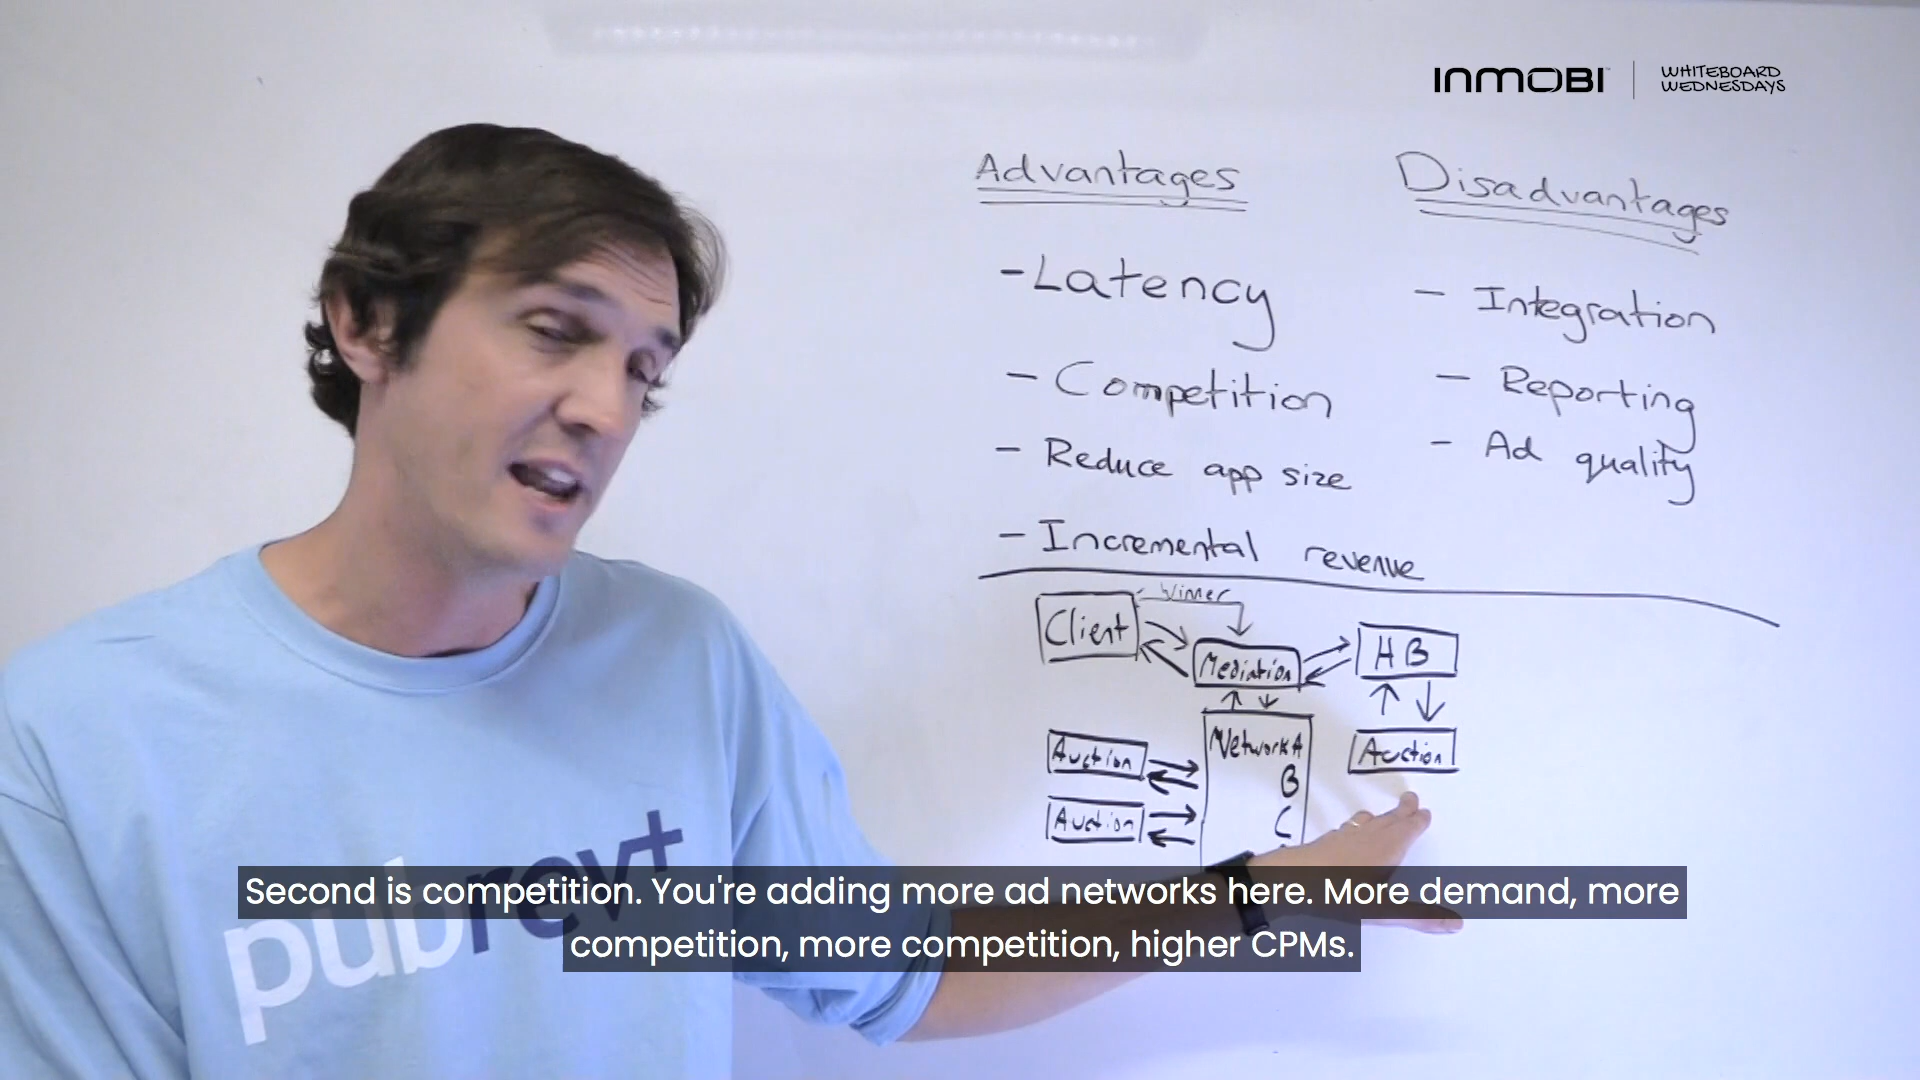 INMOBI
WHITEBOARD
WEDNESDAYS
Advantages
- Latency
- Competition
- Reduce app size
- Incremental revenue
Disadvantages
- Integration
- Reporting
- Ad quality
Winner
Client
Mediation
HB
Auction
Network A
B
C
Auction
Auction
pubrev+
Second is competition. You're adding more ad networks here. More demand, more
competition, more competition, higher CPMs.